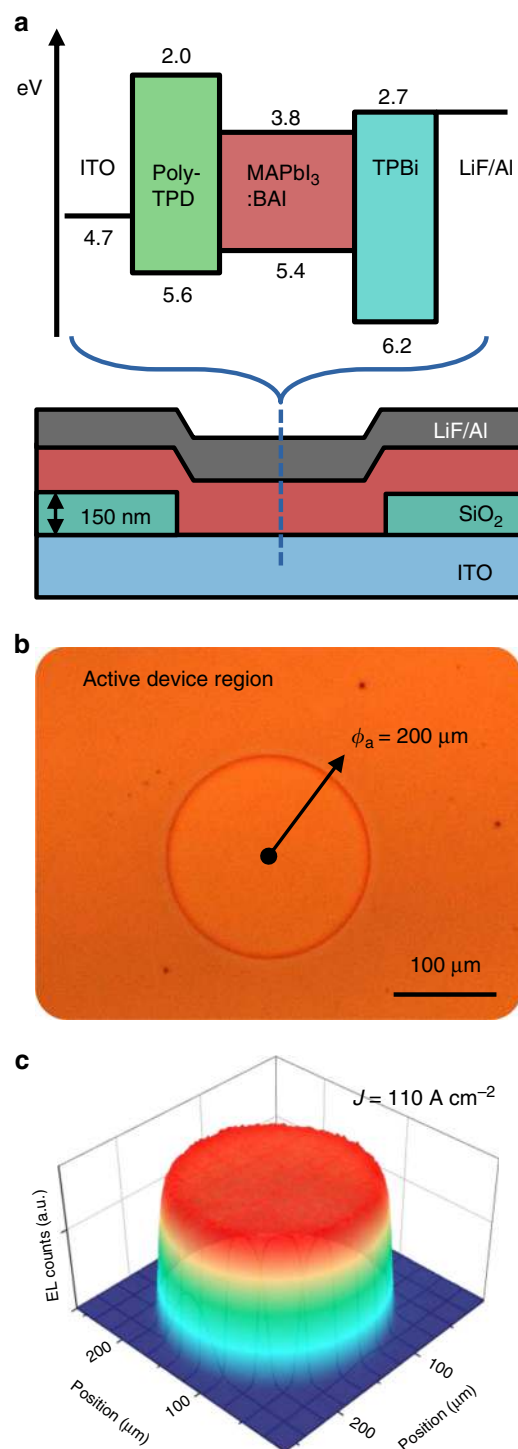 a
eV
2.0
2.7
3.8
ITO
Poly-
TPD
MAPbI₃
:BAI
TPBi
LiF/Al
4.7
5.4
5.6
6.2
LiF/Al
150 nm
SiO₂
ITO
b
Active device region
ϕₐ = 200 μm
100 μm
c
J = 110 A cm⁻²
EL counts (a.u.)
200
100
Position (μm)
100
200
Position (μm)